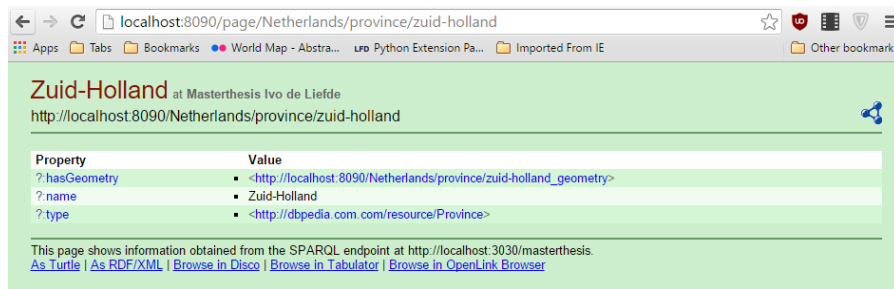 localhost:8090/page/Netherlands/province/zuid-holland
Apps Tabs Bookmarks World Map - Abstra... LFD Python Extension Pa... Imported From IE Other bookmark
Zuid-Holland at Masterthesis Ivo de Liefde
http://localhost:8090/Netherlands/province/zuid-holland
Property Value
?:hasGeometry ▪ <http://localhost:8090/Netherlands/province/zuid-holland_geometry>
?:name ▪ Zuid-Holland
?:type ▪ <http://dbpedia.com.com/resource/Province>
This page shows information obtained from the SPARQL endpoint at http://localhost:3030/masterthesis.
As Turtle | As RDF/XML | Browse in Disco | Browse in Tabulator | Browse in OpenLink Browser